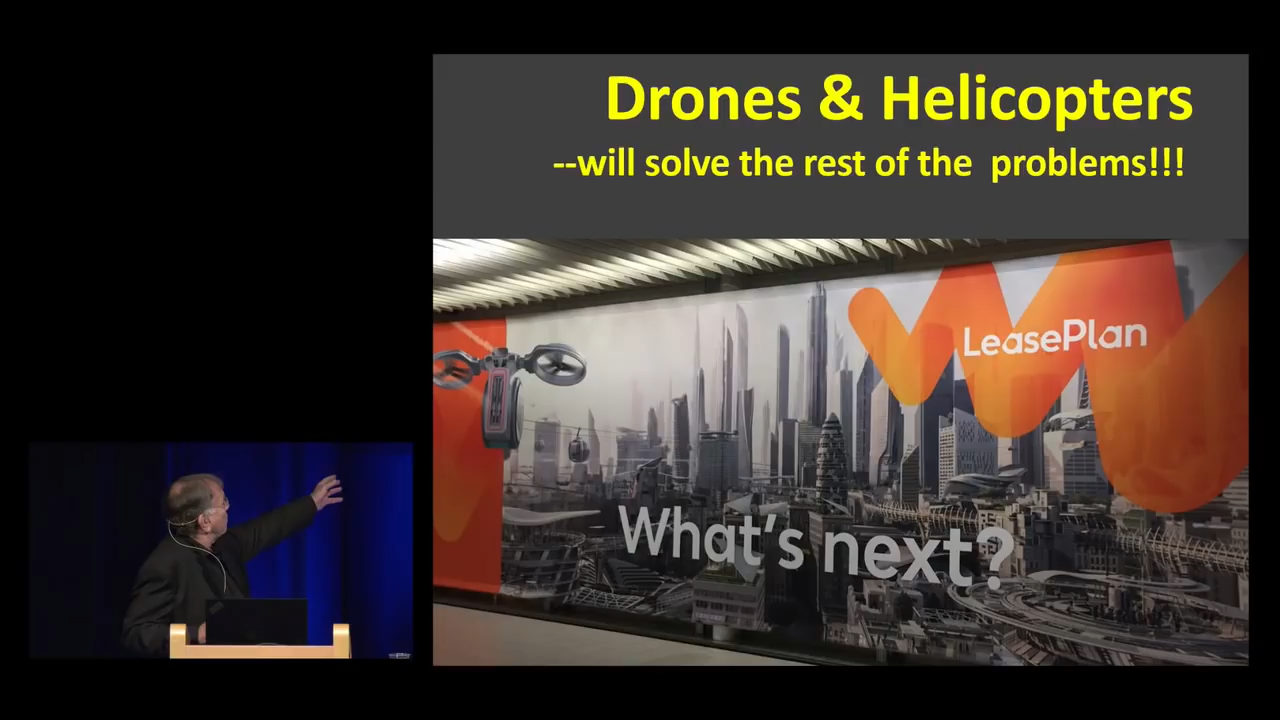 Drones & Helicopters
--will solve the rest of the  problems!!!
LeasePlan
What's next?